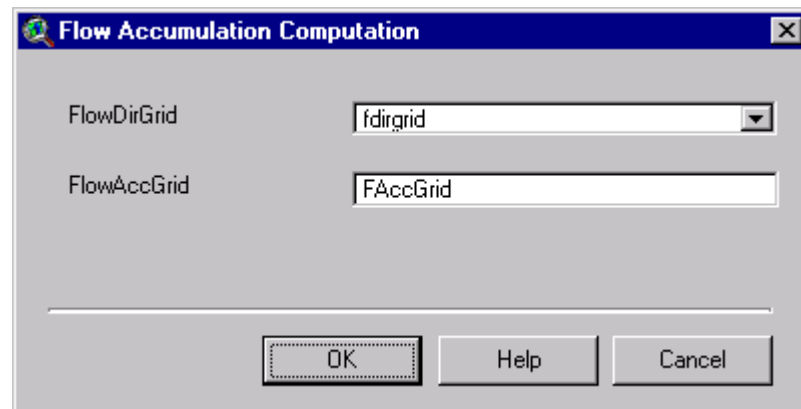 Flow Accumulation Computation
FlowDirGrid fdirgrid
FlowAccGrid FAccGrid
OK Help Cancel